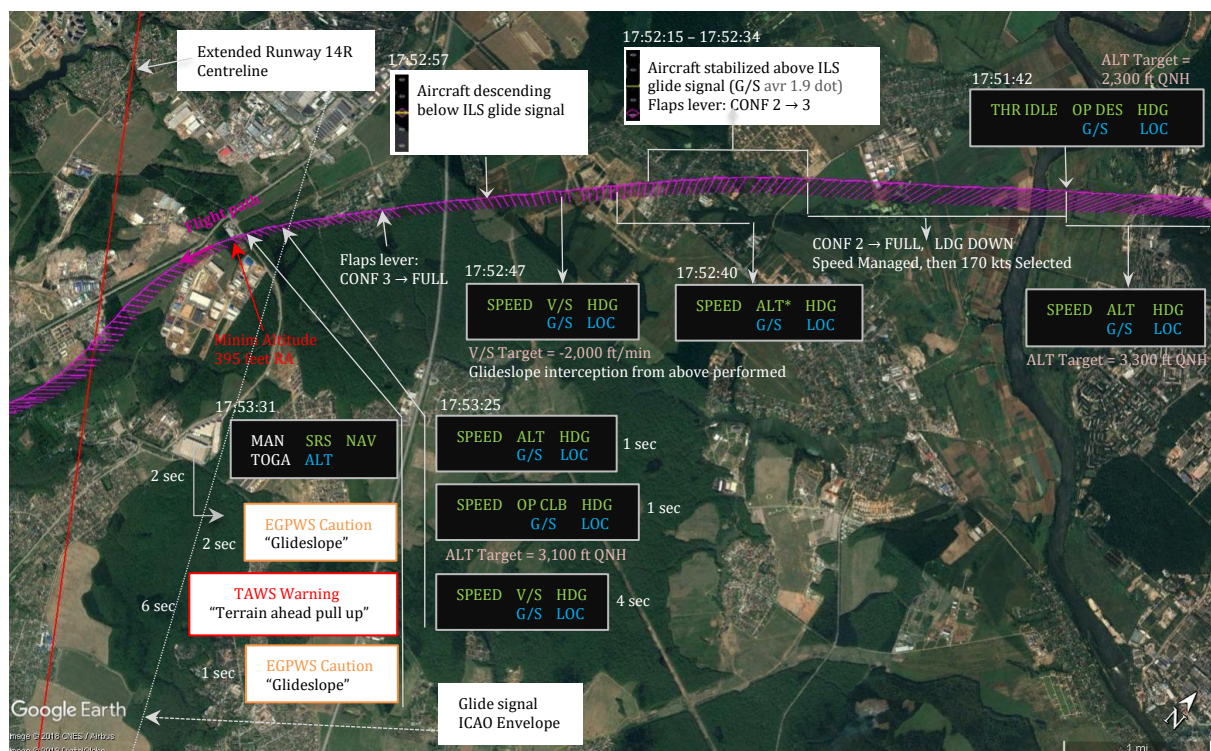 Extended Runway 14R
Centreline
17:52:57
Aircraft descending
below ILS glide signal
17:52:15 – 17:52:34
Aircraft stabilized above ILS
glide signal (G/S avr 1.9 dot)
Flaps lever: CONF 2 → 3
ALT Target =
2,300 ft QNH
17:51:42
THR IDLE OP DES HDG
G/S LOC
Flight path
Flaps lever:
CONF 3 → FULL
CONF 2 → FULL, LDG DOWN
Speed Managed, then 170 kts Selected
17:52:47
SPEED V/S HDG
G/S LOC
V/S Target = -2,000 ft/min
Glideslope interception from above performed
17:52:40
SPEED ALT* HDG
G/S LOC
SPEED ALT HDG
G/S LOC
ALT Target = 3,300 ft QNH
Minim Altitude
395 feet RA
17:53:31
MAN SRS NAV
TOGA ALT
2 sec
EGPWS Caution
“Glideslope”
2 sec
TAWS Warning
“Terrain ahead pull up”
6 sec
EGPWS Caution
“Glideslope”
1 sec
17:53:25
SPEED ALT HDG
G/S LOC
1 sec
SPEED OP CLB HDG
G/S LOC
1 sec
ALT Target = 3,100 ft QNH
SPEED V/S HDG
G/S LOC
4 sec
Glide signal
ICAO Envelope
Google Earth
Image © 2018 CNES / Airbus
Image © 2018 DigitalGlobe
N
1 mi